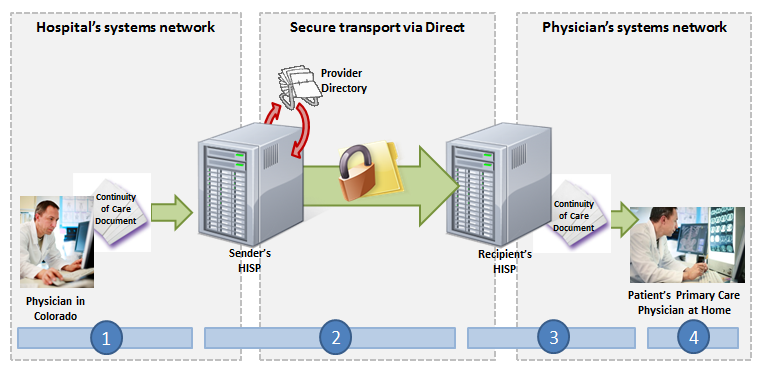 Hospital's systems network
Secure transport via Direct
Physician's systems network
Provider
Directory
Continuity
of Care
Document
Continuity
of Care
Document
Sender's
HISP
Recipient's
HISP
Physician in
Colorado
Patient's Primary Care
Physician at Home
1
2
3
4